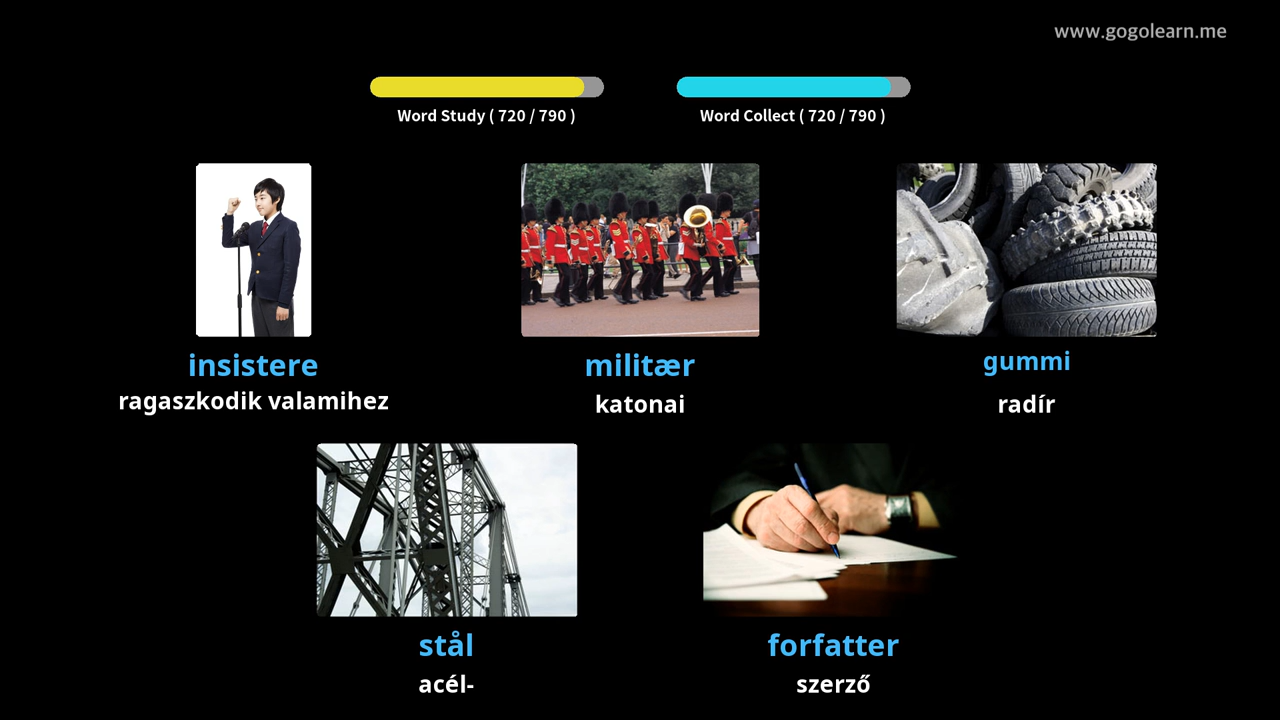 www.gogolearn.me
Word Study ( 720 / 790 )
Word Collect ( 720 / 790 )
insistere
ragaszkodik valamihez
militær
katonai
gummi
radír
stål
acél-
forfatter
szerző